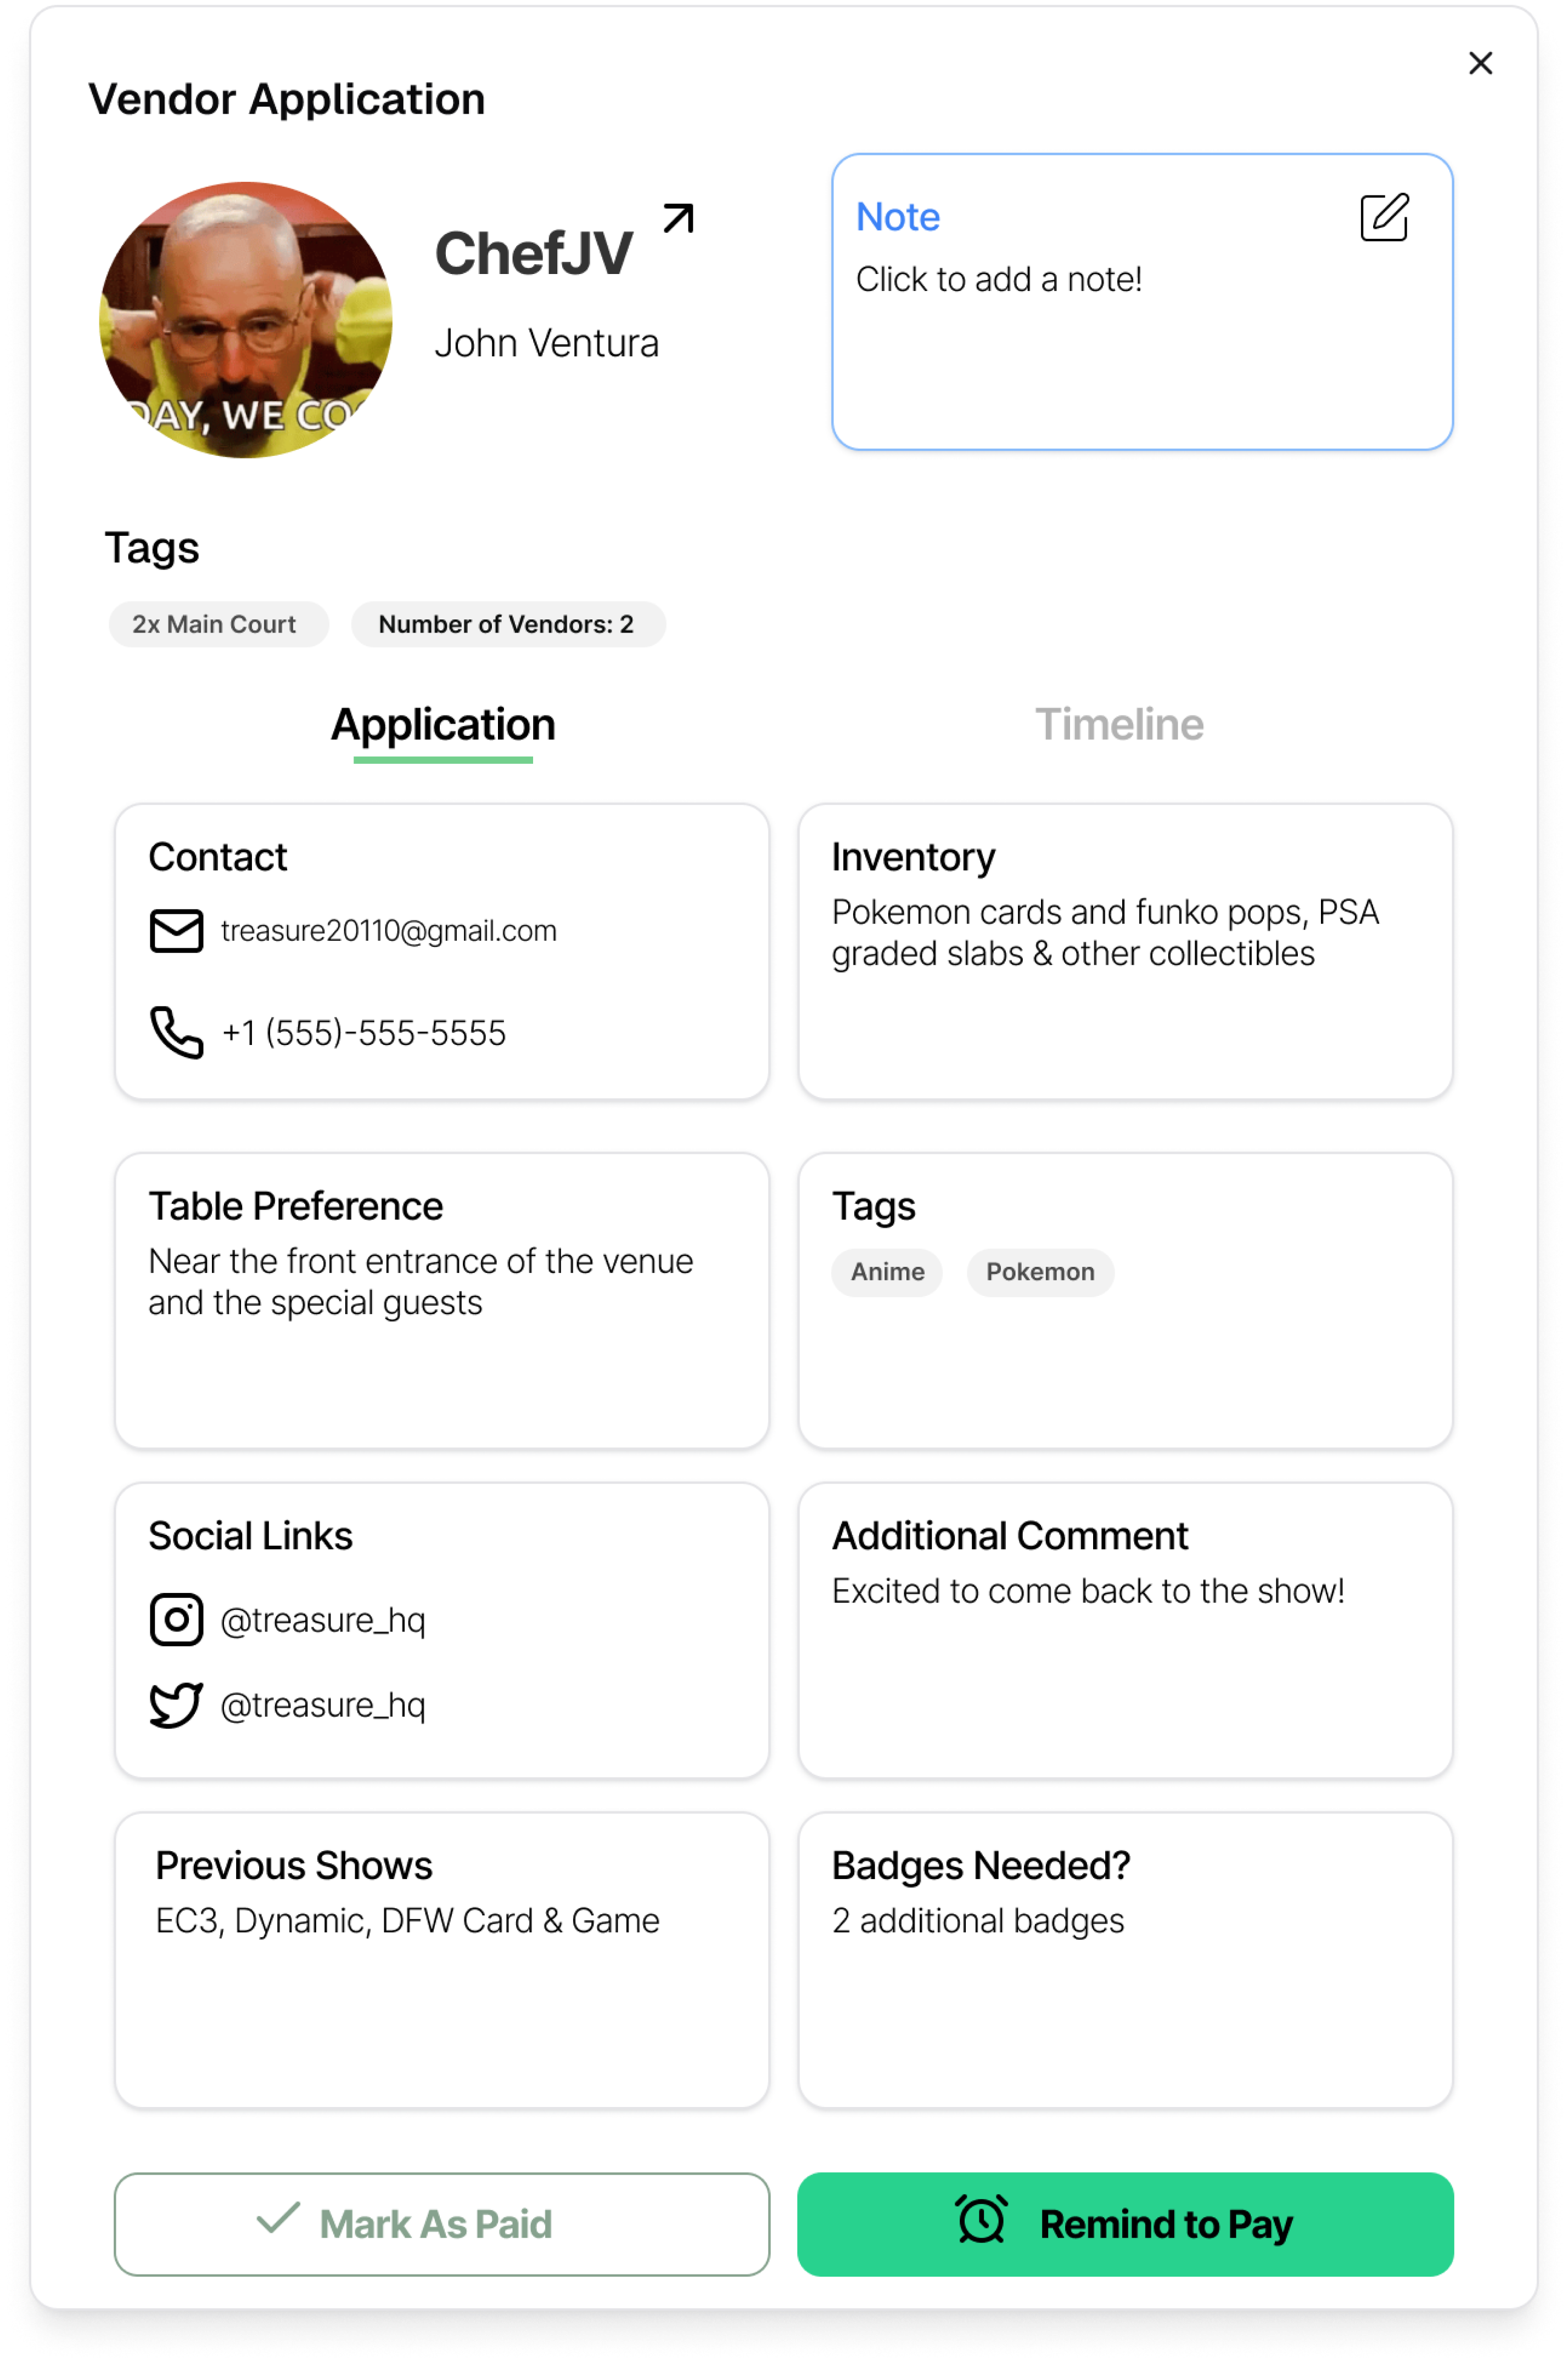 Vendor Application
ChefJV
John Ventura
DAY, WE COO
Note
Click to add a note!
Tags
2x Main Court
Number of Vendors: 2
Application
Timeline
Contact
treasure20110@gmail.com
+1 (555)-555-5555
Inventory
Pokemon cards and funko pops, PSA
graded slabs & other collectibles
Table Preference
Near the front entrance of the venue
and the special guests
Tags
Anime
Pokemon
Social Links
@treasure_hq
@treasure_hq
Additional Comment
Excited to come back to the show!
Previous Shows
EC3, Dynamic, DFW Card & Game
Badges Needed?
2 additional badges
Mark As Paid
Remind to Pay